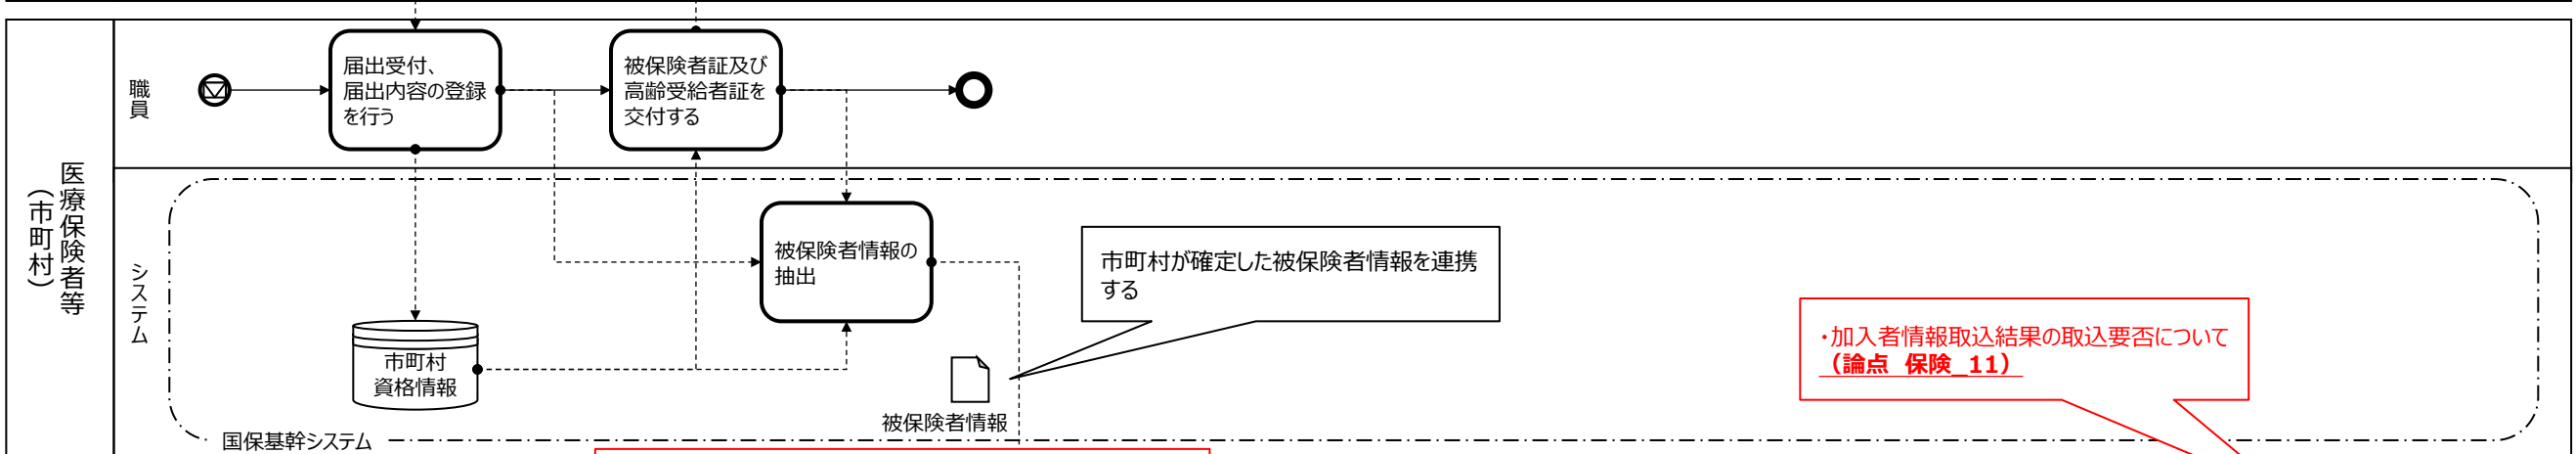 医療保険者等
（市町村）
職員
届出受付、
届出内容の登録
を行う
被保険者証及び
高齢受給者証を
交付する
システム
被保険者情報の
抽出
市町村が確定した被保険者情報を連携
する
・加入者情報取込結果の取込要否について
（論点　保険_11）
市町村
資格情報
被保険者情報
国保基幹システム